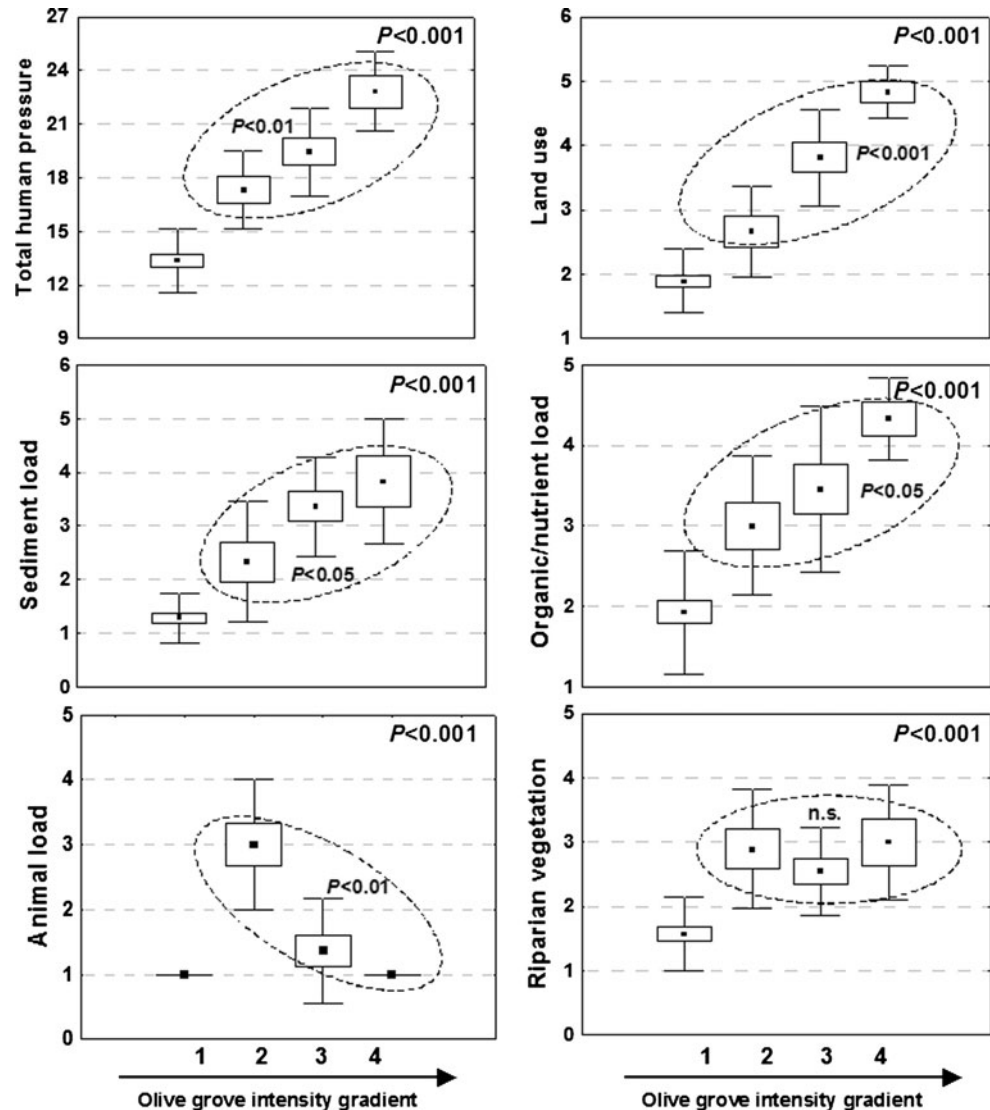 Total human pressure
27
24
21
18
15
12
9
P<0.001
P<0.01
Land use
6
5
4
3
2
1
P<0.001
P<0.001
Sediment load
6
5
4
3
2
1
0
P<0.001
P<0.05
Organic/nutrient load
5
4
3
2
1
P<0.001
P<0.05
Animal load
5
4
3
2
1
0
P<0.001
P<0.01
1 2 3 4
Olive grove intensity gradient
Riparian vegetation
5
4
3
2
1
0
P<0.001
n.s.
1 2 3 4
Olive grove intensity gradient